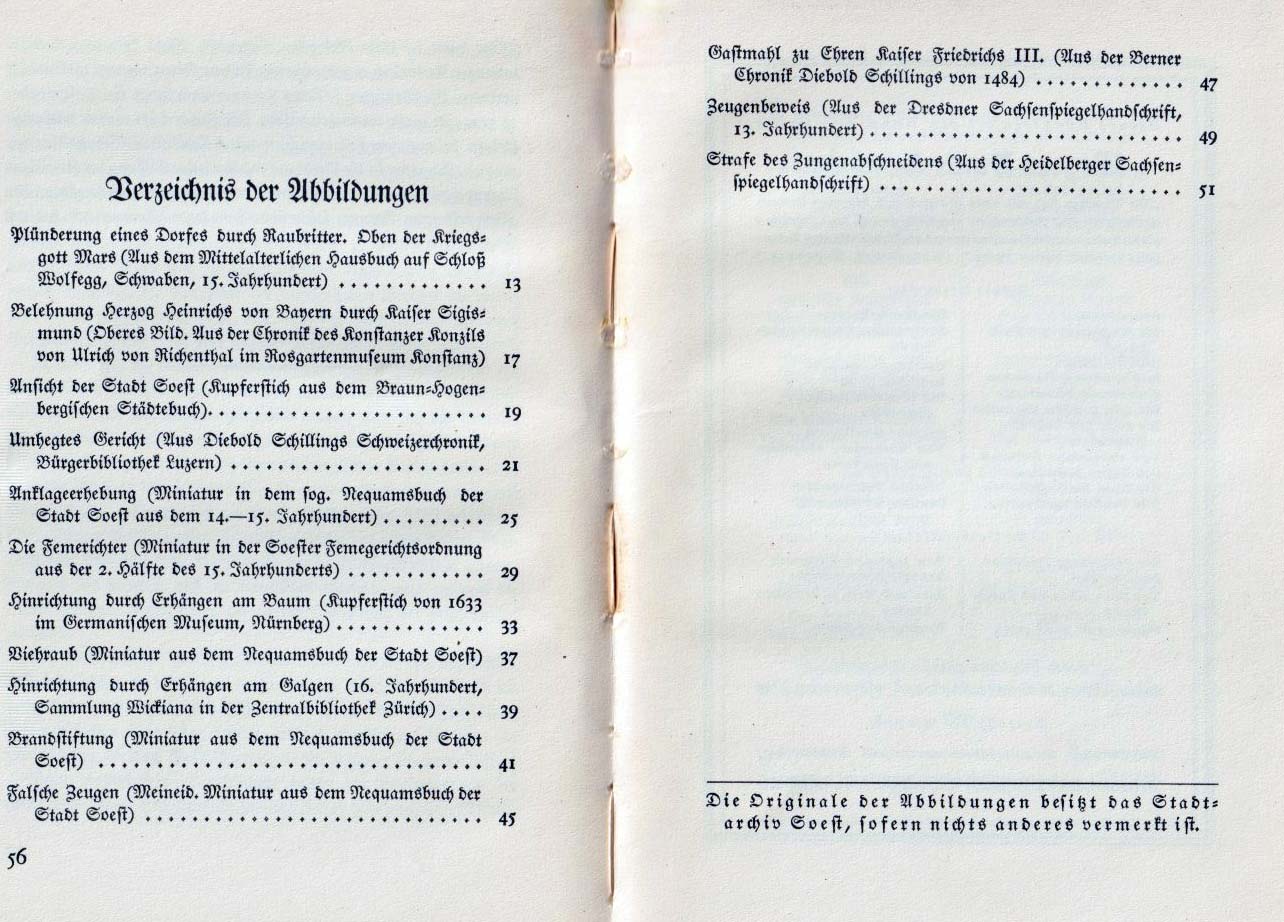 Verzeichnis der Abbildungen
Plünderung eines Dorfes durch Raubritter. Oben der Kriegs=
gott Mars (Aus dem Mittelalterlichen Hausbuch auf Schloß
Wolfegg, Schwaben, 15. Jahrhundert) . . . . . . . . . . . . . . 13
Belehnung Herzog Heinrichs von Bayern durch Kaiser Sigis=
mund (Oberes Bild. Aus der Chronik des Konstanzer Konzils
von Ulrich von Richenthal im Rosgartenmuseum Konstanz) 17
Ansicht der Stadt Soest (Kupferstich aus dem Braun=Hogen=
bergischen Städtebuch). . . . . . . . . . . . . . . . . . . . . . . . . 19
Umhegtes Gericht (Aus Diebold Schillings Schweizerchronik,
Bürgerbibliothek Luzern) . . . . . . . . . . . . . . . . . . . . . . . 21
Anklageerhebung (Miniatur in dem sog. Nequamsbuch der
Stadt Soest aus dem 14.—15. Jahrhundert) . . . . . . . . . 25
Die Femerichter (Miniatur in der Soester Femegerichtsordnung
aus der 2. Hälfte des 15. Jahrhunderts) . . . . . . . . . . . . 29
Hinrichtung durch Erhängen am Baum (Kupferstich von 1633
im Germanischen Museum, Nürnberg) . . . . . . . . . . . . . 33
Viehraub (Miniatur aus dem Nequamsbuch der Stadt Soest) 37
Hinrichtung durch Erhängen am Galgen (16. Jahrhundert,
Sammlung Wickiana in der Zentralbibliothek Zürich) . . . . 39
Brandstiftung (Miniatur aus dem Nequamsbuch der Stadt
Soest) . . . . . . . . . . . . . . . . . . . . . . . . . . . . . . . . . . 41
Falsche Zeugen (Meineid. Miniatur aus dem Nequamsbuch der
Stadt Soest) . . . . . . . . . . . . . . . . . . . . . . . . . . . . . . 45
56
Gastmahl zu Ehren Kaiser Friedrichs III. (Aus der Berner
Chronik Diebold Schillings von 1484) . . . . . . . . . . . . 47
Zeugenbeweis (Aus der Dresdner Sachsenspiegelhandschrift,
13. Jahrhundert) . . . . . . . . . . . . . . . . . . . . . . . . . . . . 49
Strafe des Zungenabschneidens (Aus der Heidelberger Sachsen=
spiegelhandschrift) . . . . . . . . . . . . . . . . . . . . . . . . . . . 51
Die Originale der Abbildungen besitzt das Stadt=
archiv Soest, sofern nichts anderes vermerkt ist.